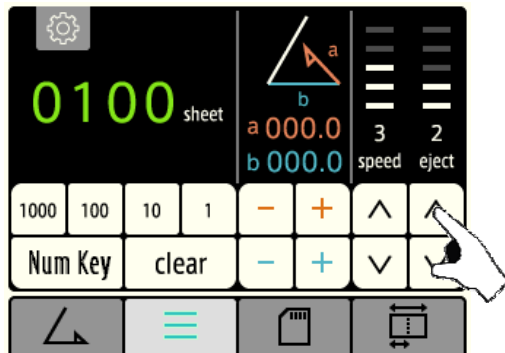 a
b
0100 sheet
a 000.0
b 000.0
3 2
speed eject
1000 100 10 1 − +
Num Key clear − +